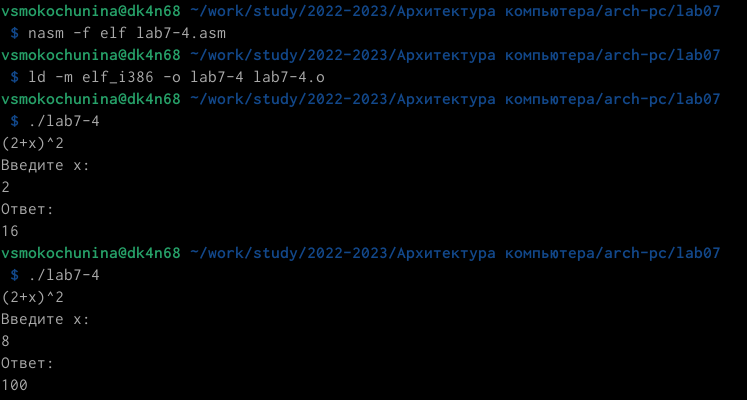 vsmokochunina@dk4n68 ~/work/study/2022-2023/Архитектура компьютера/arch-pc/lab07
$ nasm -f elf lab7-4.asm
vsmokochunina@dk4n68 ~/work/study/2022-2023/Архитектура компьютера/arch-pc/lab07
$ ld -m elf_i386 -o lab7-4 lab7-4.o
vsmokochunina@dk4n68 ~/work/study/2022-2023/Архитектура компьютера/arch-pc/lab07
$ ./lab7-4
(2+x)^2
Введите x:
2
Ответ:
16
vsmokochunina@dk4n68 ~/work/study/2022-2023/Архитектура компьютера/arch-pc/lab07
$ ./lab7-4
(2+x)^2
Введите x:
8
Ответ:
100